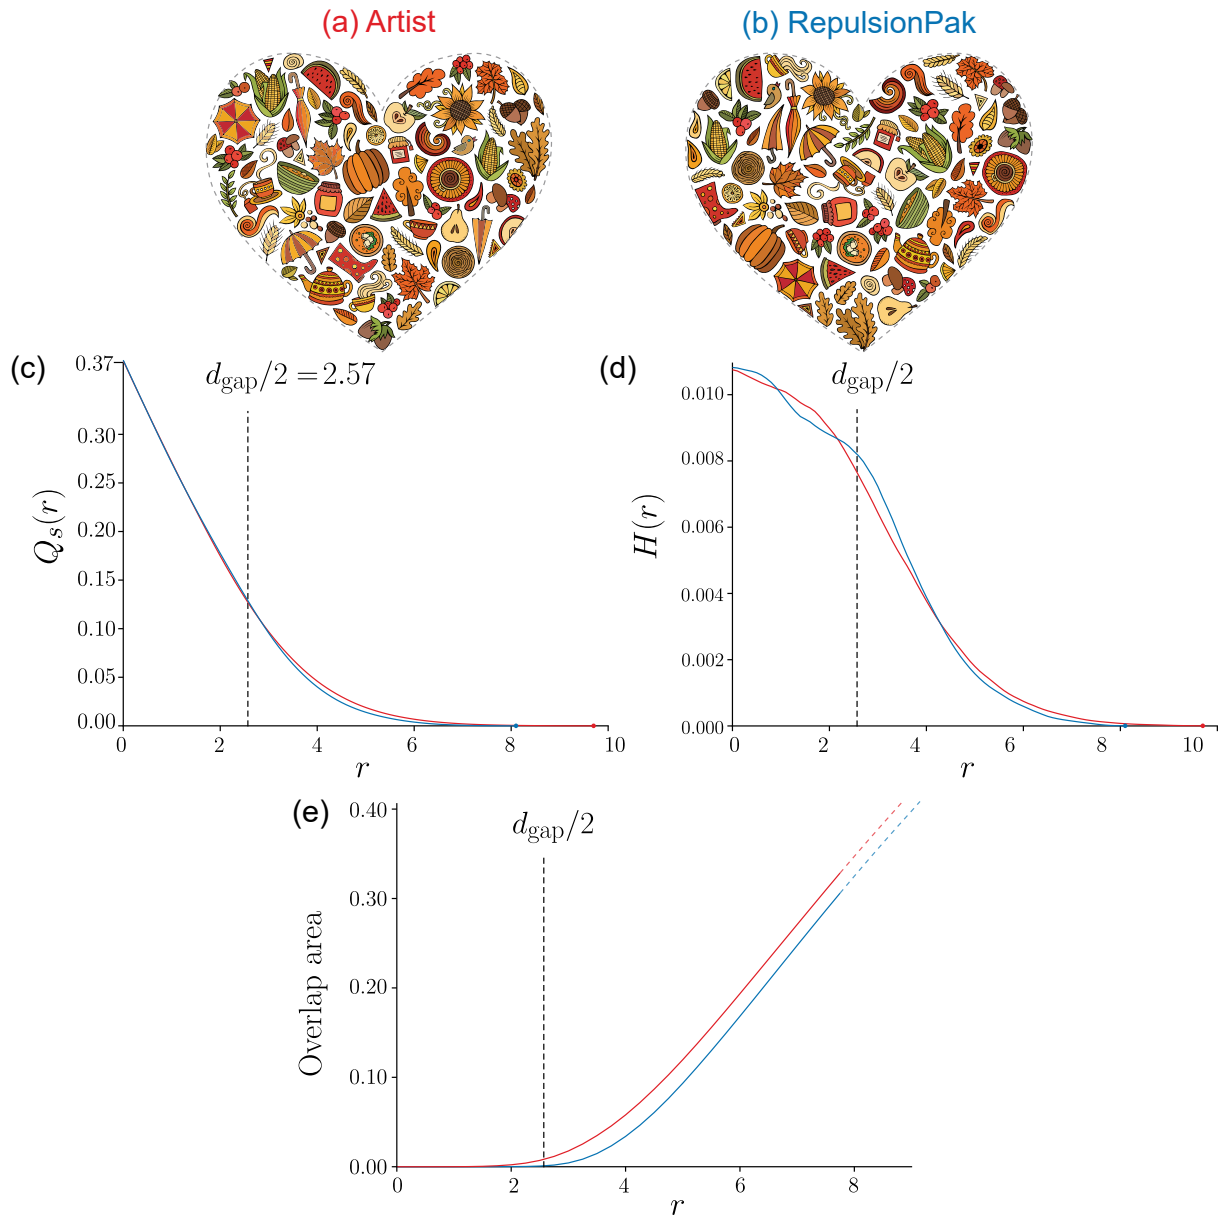 (a) Artist
(b) RepulsionPak
(c)
d_gap/2 = 2.57
0.37
0.30
0.25
0.20
0.15
0.10
0.05
0.00
Q_s(r)
0 2 4 6 8 10
r
(d)
d_gap/2
0.010
0.008
0.006
0.004
0.002
0.000
H(r)
0 2 4 6 8 10
r
(e)
d_gap/2
0.40
0.30
0.20
0.10
0.00
Overlap area
0 2 4 6 8
r